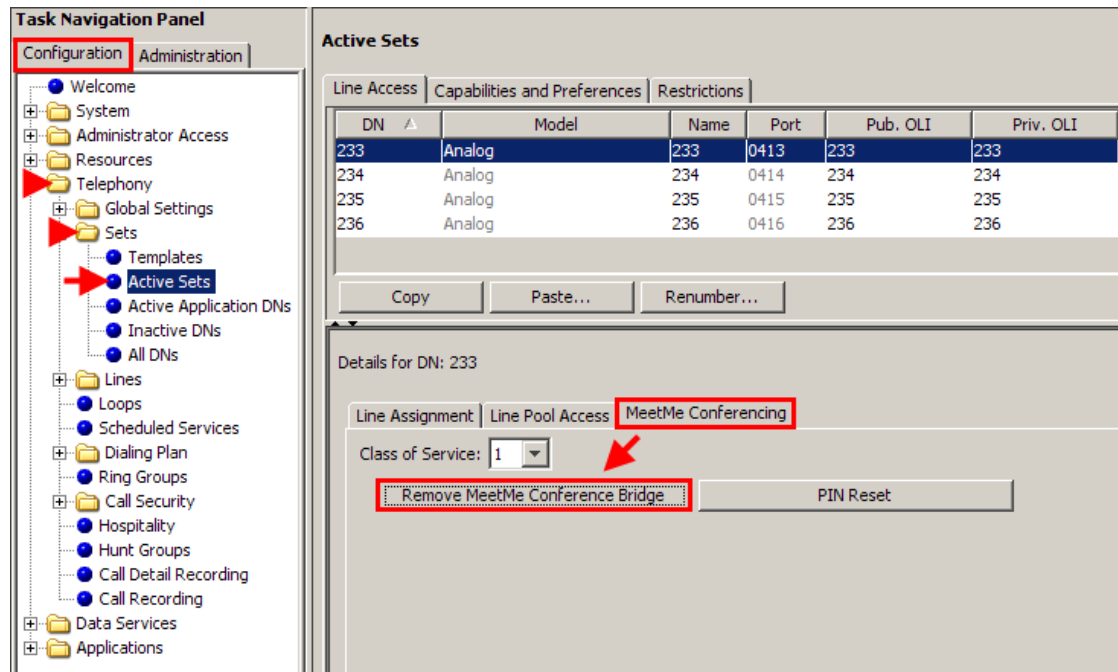 Task Navigation Panel
Configuration
Administration
Welcome
System
Administrator Access
Resources
Telephony
Global Settings
Sets
Templates
Active Sets
Active Application DNs
Inactive DNs
All DNs
Lines
Loops
Scheduled Services
Dialing Plan
Ring Groups
Call Security
Hospitality
Hunt Groups
Call Detail Recording
Call Recording
Data Services
Applications
Active Sets
Line Access Capabilities and Preferences Restrictions
DN Model Name Port Pub. OLI Priv. OLI
233 Analog 233 0413 233 233
234 Analog 234 0414 234 234
235 Analog 235 0415 235 235
236 Analog 236 0416 236 236
Copy Paste... Renumber...
Details for DN: 233
Line Assignment Line Pool Access MeetMe Conferencing
Class of Service: 1
Remove MeetMe Conference Bridge PIN Reset